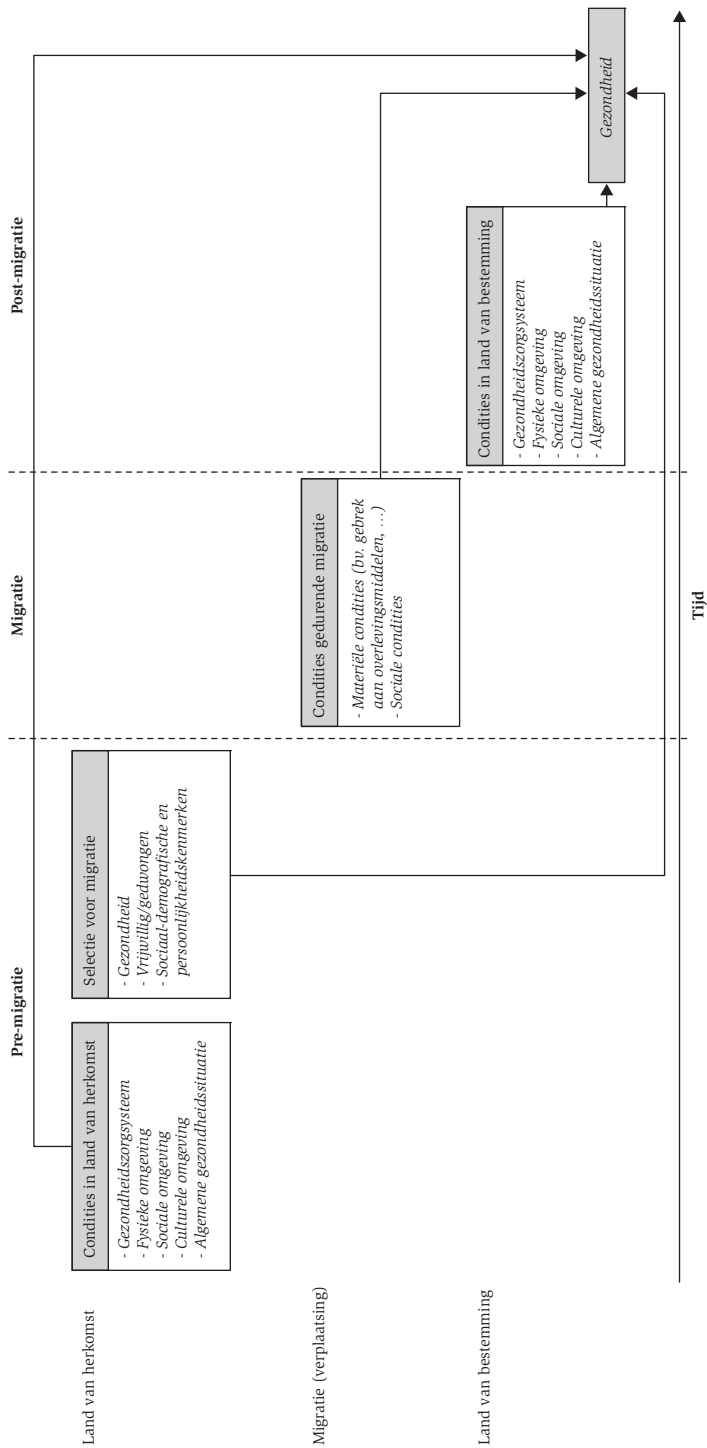 Pre-migratie
Migratie
Post-migratie
Land van herkomst
Condities in land van herkomst
- Gezondheidszorgsysteem
- Fysieke omgeving
- Sociale omgeving
- Culturele omgeving
- Algemene gezondheidssituatie
Selectie voor migratie
- Gezondheid
- Vrijwillig/gedwongen
- Sociaal-demografische en
persoonlijkheidskenmerken
Migratie (verplaatsing)
Condities gedurende migratie
- Materiële condities (bv. gebrek
aan overlevingsmiddelen, …)
- Sociale condities
Land van bestemming
Condities in land van bestemming
- Gezondheidszorgsysteem
- Fysieke omgeving
- Sociale omgeving
- Culturele omgeving
- Algemene gezondheidssituatie
Gezondheid
Tijd